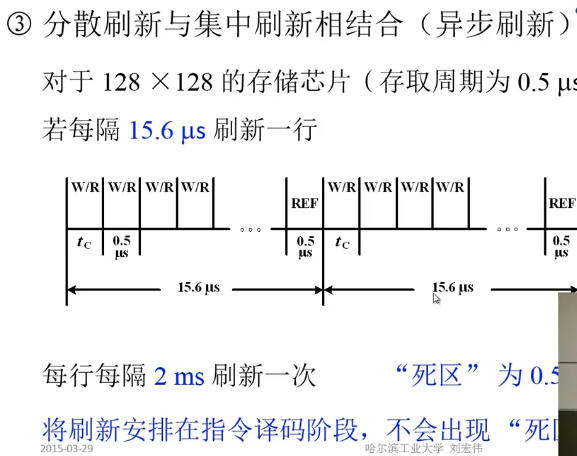 ③ 分散刷新与集中刷新相结合（异步刷新）
对于 128 ×128 的存储芯片（存取周期为 0.5 μs
若每隔 15.6 μs 刷新一行
W/R W/R W/R W/R REF W/R W/R W/R W/R REF
tC 0.5 μs 0.5 μs tC 0.5 μs
15.6 μs 15.6 μs
每行每隔 2 ms 刷新一次 “死区” 为 0.5
将刷新安排在指令译码阶段，不会出现 “死
2015-03-29 哈尔滨工业大学 刘宏伟